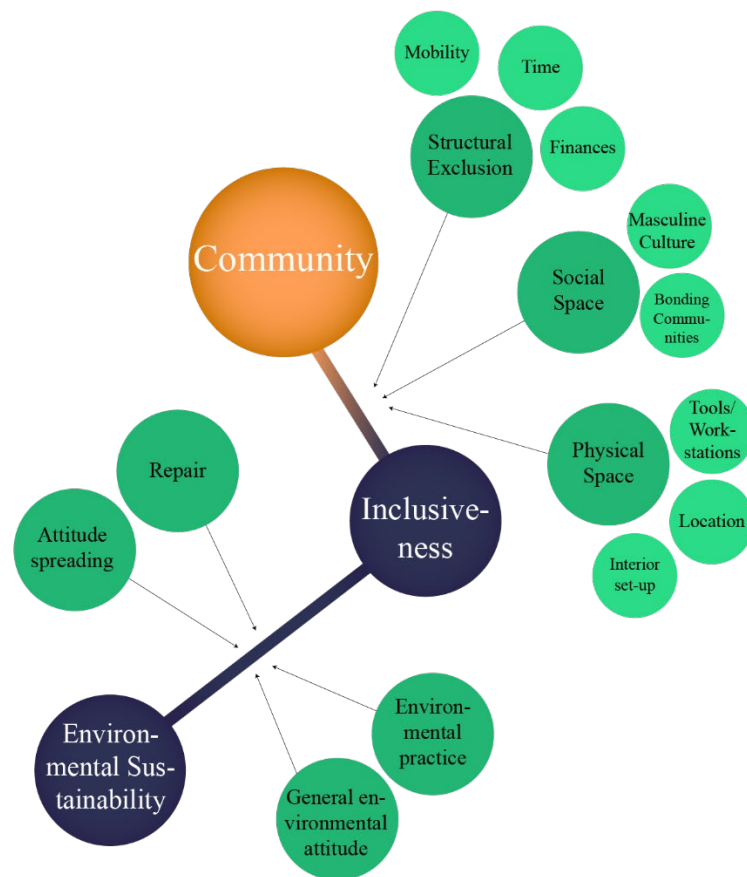 Mobility
Time
Structural
Exclusion
Finances
Community
Masculine
Culture
Social
Space
Bonding
Commu-
nities
Tools/
Work-
stations
Physical
Space
Location
Interior
set-up
Repair
Attitude
spreading
Inclusive-
ness
Environ-
mental Sus-
tainability
Environ-
mental
practice
General en-
vironmental
attitude